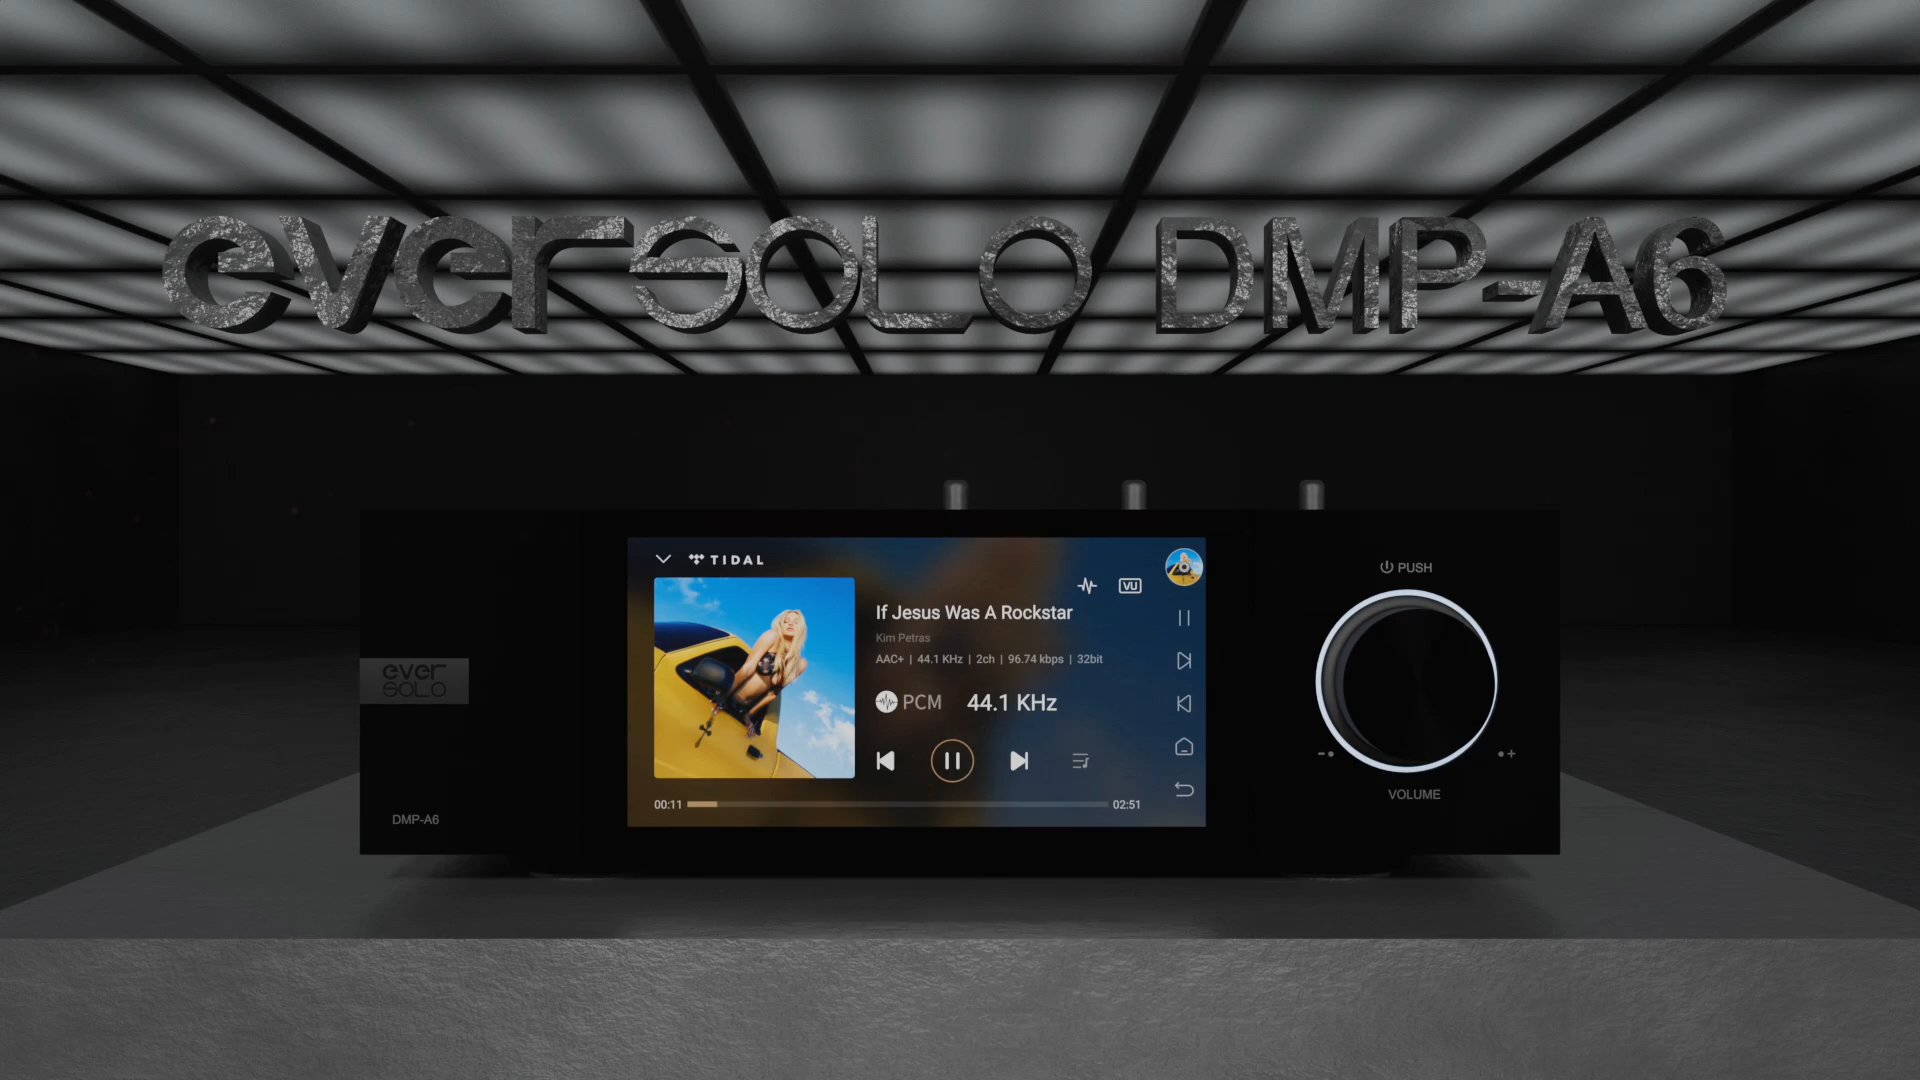 eversolo DMP-A6
TIDAL
VU
If Jesus Was A Rockstar
Kim Petras
AAC+ | 44.1 KHz | 2ch | 96.74 kbps | 32bit
PCM 44.1 KHz
00:11 02:51
ever
solo
DMP-A6
PUSH
- +
VOLUME